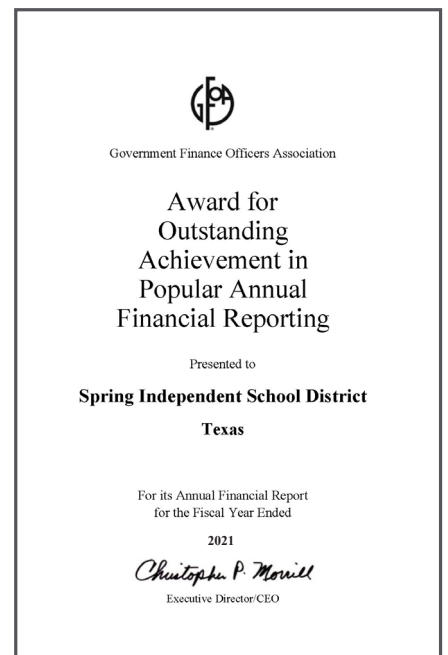 GFOA
Government Finance Officers Association
Award for
Outstanding
Achievement in
Popular Annual
Financial Reporting
Presented to
Spring Independent School District
Texas
For its Annual Financial Report
for the Fiscal Year Ended
2021
Christopher P. Morrill
Executive Director/CEO